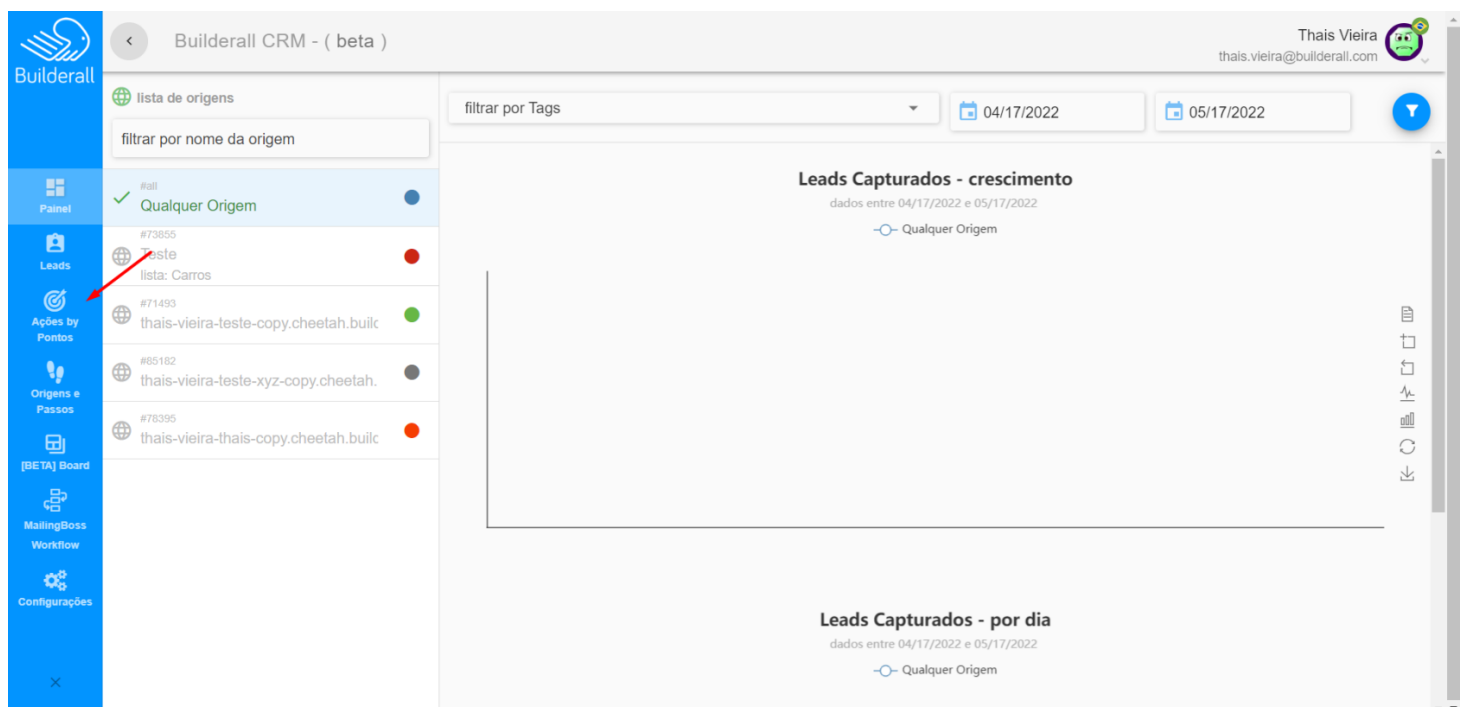 Builderall
Builderall CRM - ( beta )
Thais Vieira
thais.vieira@builderall.com
Painel
Leads
Ações by
Pontos
Origens e
Passos
[BETA] Board
MailingBoss
Workflow
Configurações
lista de origens
filtrar por nome da origem
#all
Qualquer Origem
#73855
Teste
lista: Carros
#71493
thais-vieira-teste-copy.cheetah.builc
#85182
thais-vieira-teste-xyz-copy.cheetah.
#78395
thais-vieira-thais-copy.cheetah.builc
filtrar por Tags
04/17/2022
05/17/2022
Leads Capturados - crescimento
dados entre 04/17/2022 e 05/17/2022
Qualquer Origem
Leads Capturados - por dia
dados entre 04/17/2022 e 05/17/2022
Qualquer Origem